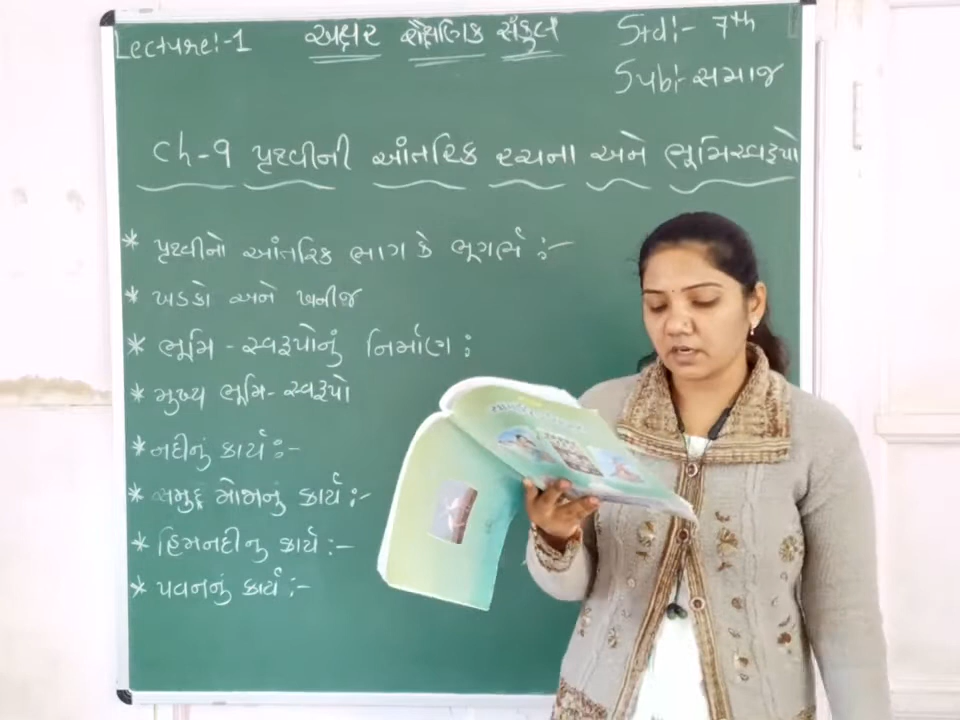 Lecture:-1 અક્ષર શૈક્ષણિક સંકુલ Std:- 7th
Sub:- સમાજ
Ch-9 પૃથ્વીની આંતરિક રચના અને ભૂમિસ્વરૂપો
* પૃથ્વીનો આંતરિક ભાગ કે ભૂગર્ભ :-
* ખડકો અને ખનીજ
* ભૂમિ - સ્વરૂપોનું નિર્માણ :
* મુખ્ય ભૂમિ - સ્વરૂપો
* નદીનું કાર્ય :-
* સમુદ્ર મોજાનું કાર્ય :-
* હિમનદીનુ કાર્ય :-
* પવનનું કાર્ય :-